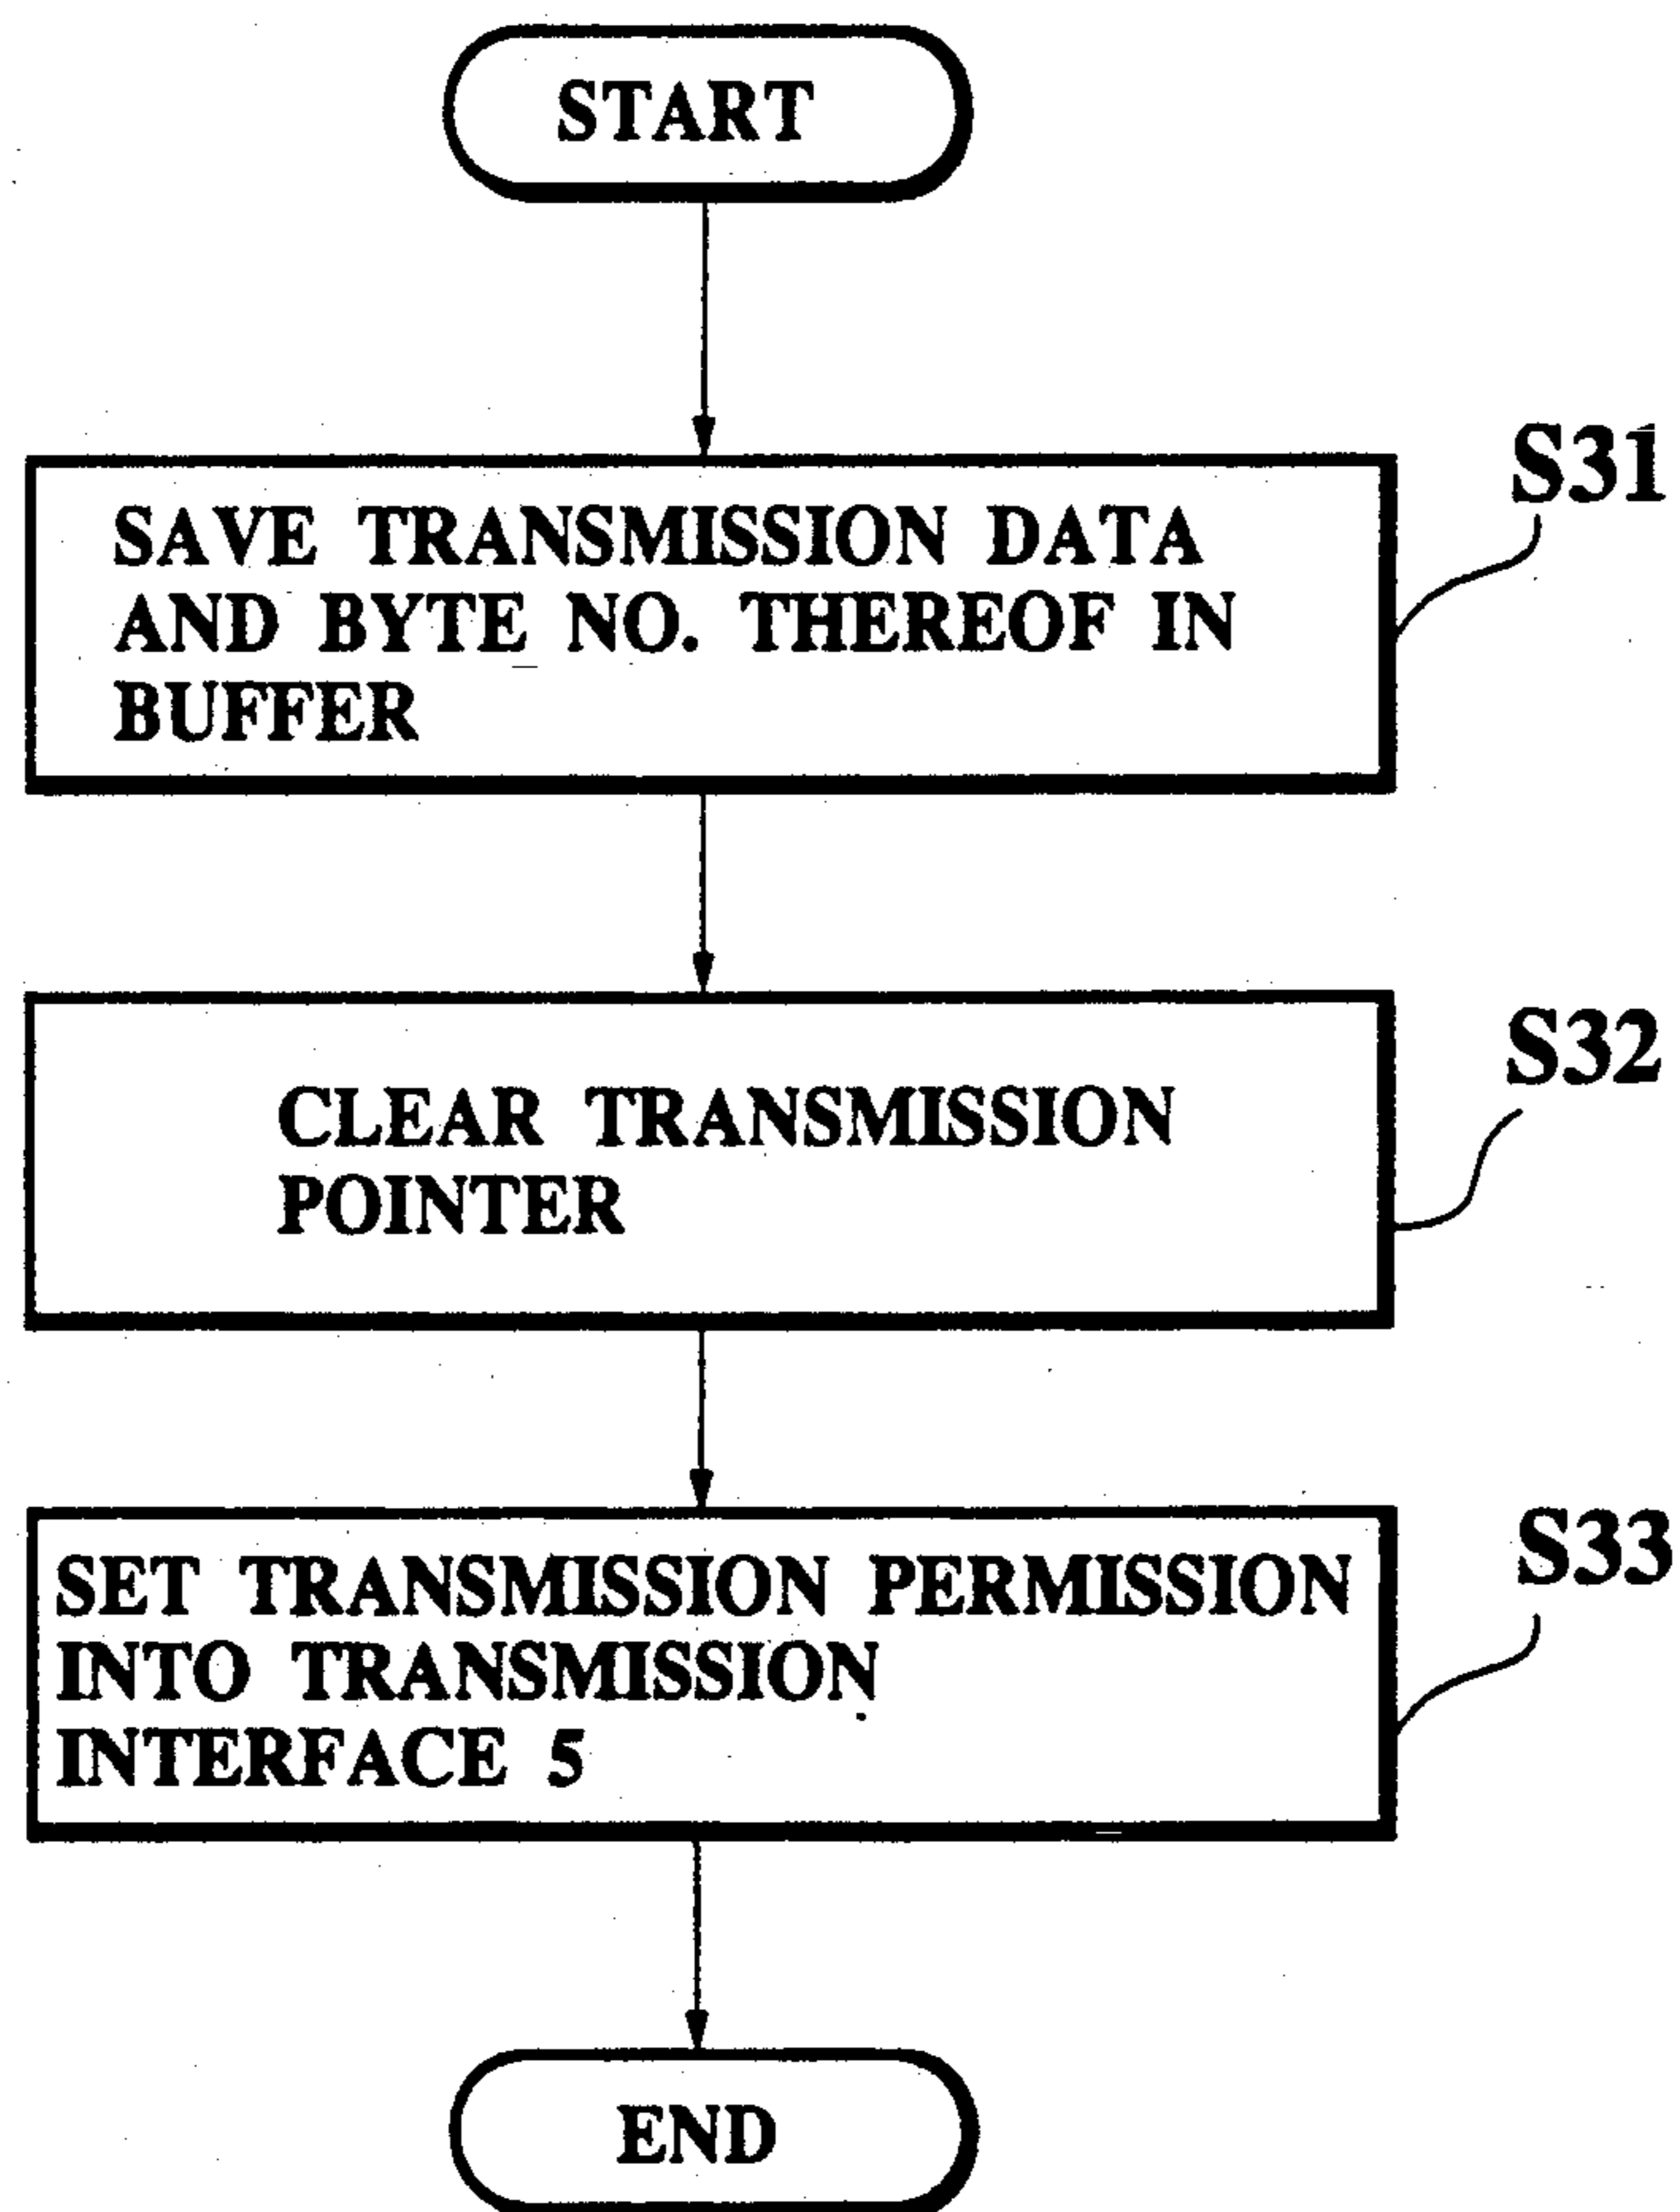 START
S31
SAVE TRANSMISSION DATA
AND BYTE NO. THEREOF IN
BUFFER
S32
CLEAR TRANSMISSION
POINTER
S33
SET TRANSMISSION PERMISSION
INTO TRANSMISSION
INTERFACE 5
END